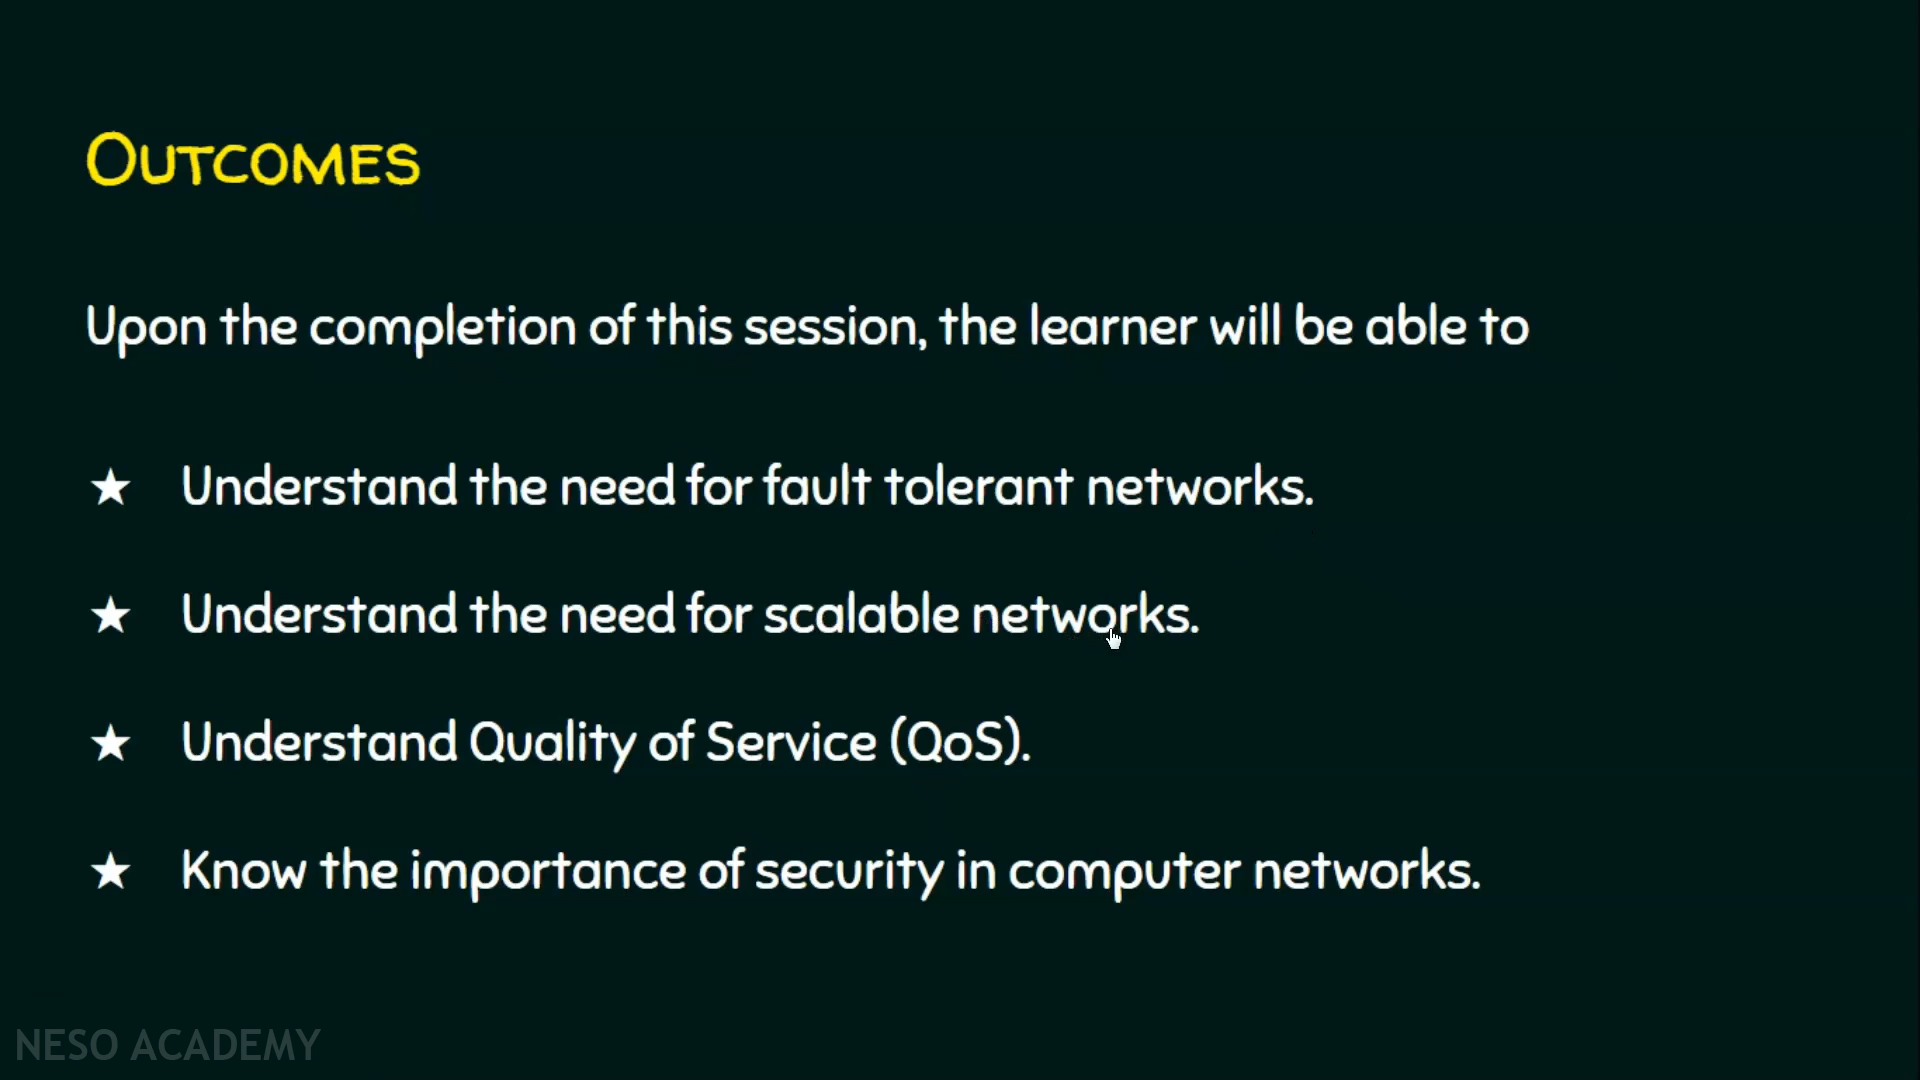 OUTCOMES
Upon the completion of this session, the learner will be able to
★ Understand the need for fault tolerant networks.
★ Understand the need for scalable networks.
★ Understand Quality of Service (QoS).
★ Know the importance of security in computer networks.
NESO ACADEMY